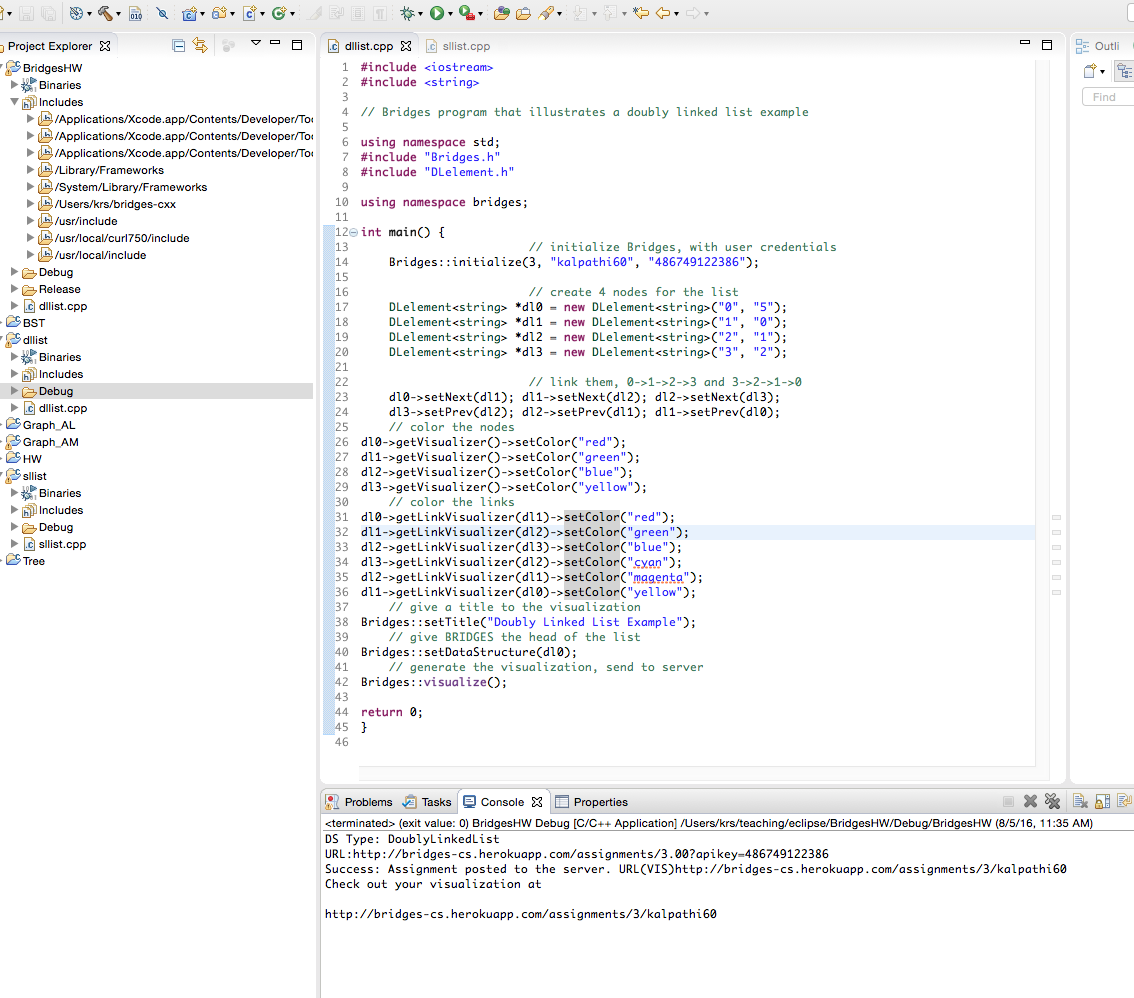 Project Explorer
BridgesHW
Binaries
Includes
/Applications/Xcode.app/Contents/Developer/Too
/Applications/Xcode.app/Contents/Developer/Too
/Applications/Xcode.app/Contents/Developer/Too
/Library/Frameworks
/System/Library/Frameworks
/Users/krs/bridges-cxx
/usr/include
/usr/local/curl750/include
/usr/local/include
Debug
Release
dllist.cpp
BST
dllist
Binaries
Includes
Debug
dllist.cpp
Graph_AL
Graph_AM
HW
sllist
Binaries
Includes
Debug
sllist.cpp
Tree
dllist.cpp sllist.cpp
1 #include <iostream>
2 #include <string>
3
4 // Bridges program that illustrates a doubly linked list example
5
6 using namespace std;
7 #include "Bridges.h"
8 #include "DLelement.h"
9
10 using namespace bridges;
11
12 int main() {
13 // initialize Bridges, with user credentials
14 Bridges::initialize(3, "kalpathi60", "486749122386");
15
16 // create 4 nodes for the list
17 DLelement<string> *dl0 = new DLelement<string>("0", "5");
18 DLelement<string> *dl1 = new DLelement<string>("1", "0");
19 DLelement<string> *dl2 = new DLelement<string>("2", "1");
20 DLelement<string> *dl3 = new DLelement<string>("3", "2");
21
22 // link them, 0->1->2->3 and 3->2->1->0
23 dl0->setNext(dl1); dl1->setNext(dl2); dl2->setNext(dl3);
24 dl3->setPrev(dl2); dl2->setPrev(dl1); dl1->setPrev(dl0);
25 // color the nodes
26 dl0->getVisualizer()->setColor("red");
27 dl1->getVisualizer()->setColor("green");
28 dl2->getVisualizer()->setColor("blue");
29 dl3->getVisualizer()->setColor("yellow");
30 // color the links
31 dl0->getLinkVisualizer(dl1)->setColor("red");
32 dl1->getLinkVisualizer(dl2)->setColor("green");
33 dl2->getLinkVisualizer(dl3)->setColor("blue");
34 dl3->getLinkVisualizer(dl2)->setColor("cyan");
35 dl2->getLinkVisualizer(dl1)->setColor("magenta");
36 dl1->getLinkVisualizer(dl0)->setColor("yellow");
37 // give a title to the visualization
38 Bridges::setTitle("Doubly Linked List Example");
39 // give BRIDGES the head of the list
40 Bridges::setDataStructure(dl0);
41 // generate the visualization, send to server
42 Bridges::visualize();
43
44 return 0;
45 }
46
Outli
Find
Problems Tasks Console Properties
<terminated> (exit value: 0) BridgesHW Debug [C/C++ Application] /Users/krs/teaching/eclipse/BridgesHW/Debug/BridgesHW (8/5/16, 11:35 AM)
DS Type: DoublyLinkedList
URL:http://bridges-cs.herokuapp.com/assignments/3.00?apikey=486749122386
Success: Assignment posted to the server. URL(VIS)http://bridges-cs.herokuapp.com/assignments/3/kalpathi60
Check out your visualization at
http://bridges-cs.herokuapp.com/assignments/3/kalpathi60